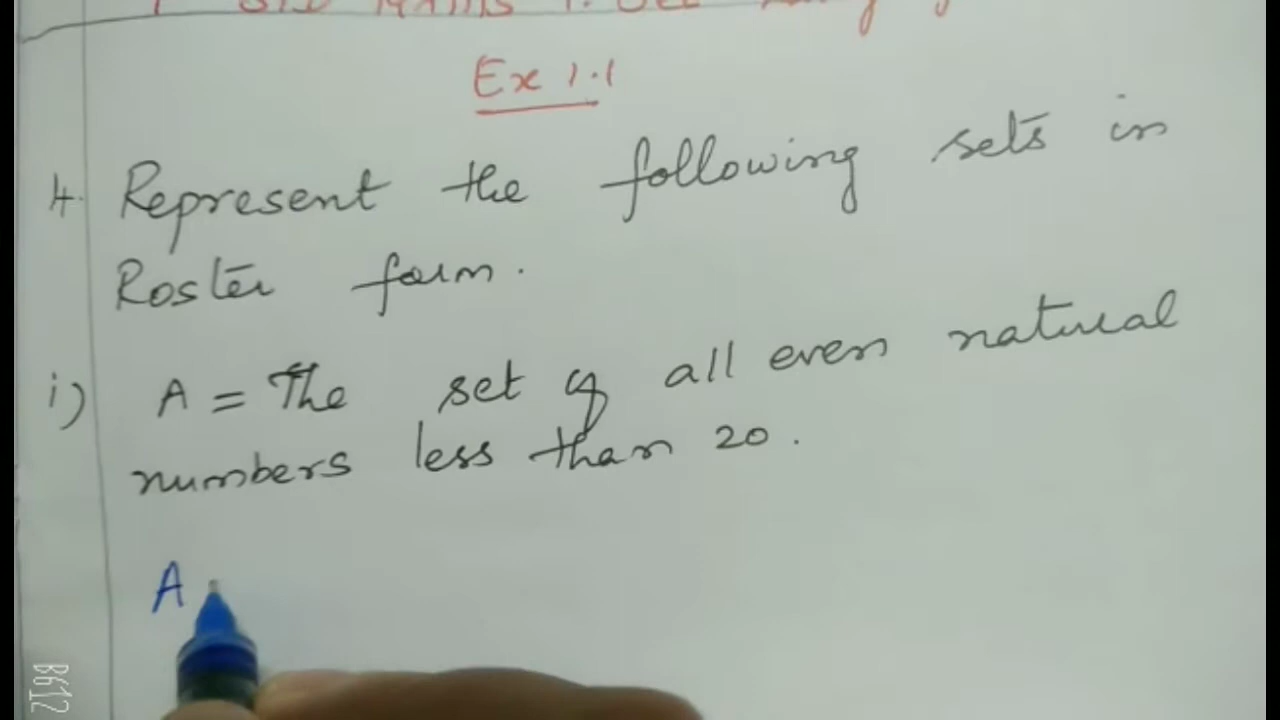 Ex 1.1
4. Represent the following sets in
Roster form.
i) A = The set of all even natural
numbers less than 20.
A
B612